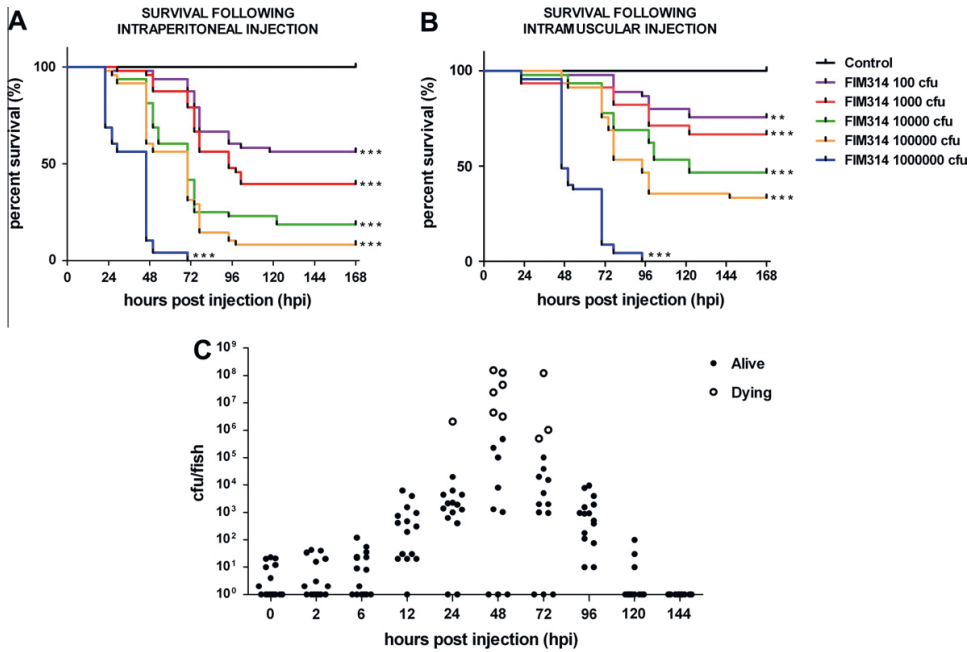 A
SURVIVAL FOLLOWING
INTRAPERITONEAL INJECTION
percent survival (%)
100
50
0
***
***
***
***
***
0 24 48 72 96 120 144 168
hours post injection (hpi)
B
SURVIVAL FOLLOWING
INTRAMUSCULAR INJECTION
percent survival (%)
100
50
0
**
***
***
***
***
0 24 48 72 96 120 144 168
hours post injection (hpi)
Control
FIM314 100 cfu
FIM314 1000 cfu
FIM314 10000 cfu
FIM314 100000 cfu
FIM314 1000000 cfu
C
cfu/fish
10⁹
10⁸
10⁷
10⁶
10⁵
10⁴
10³
10²
10¹
10⁰
0 2 6 12 24 48 72 96 120 144
hours post injection (hpi)
Alive
Dying